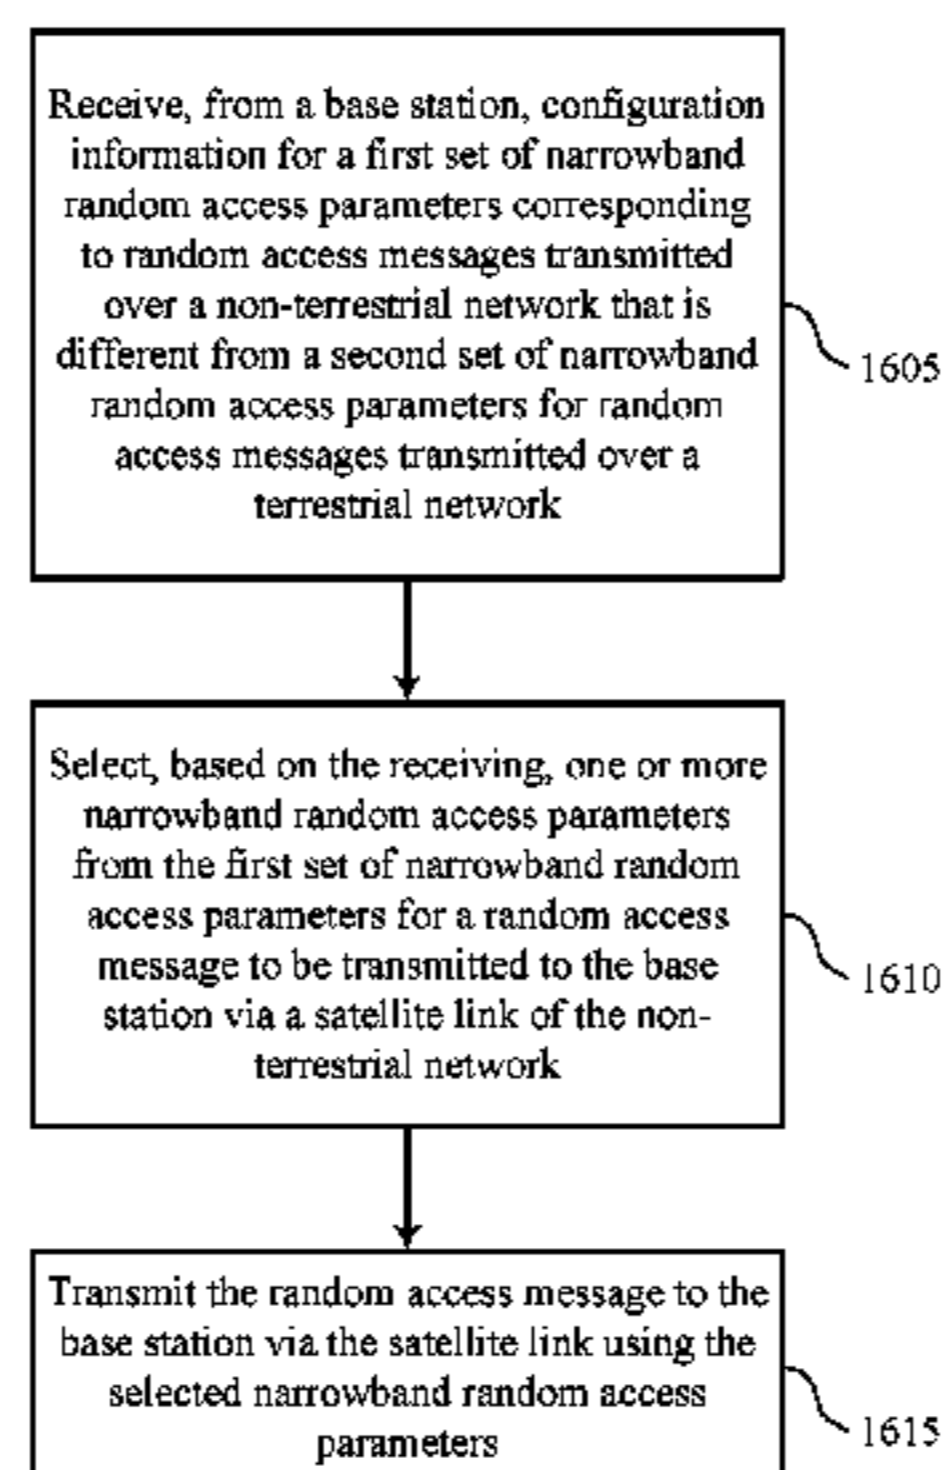 Receive, from a base station, configuration
information for a first set of narrowband
random access parameters corresponding
to random access messages transmitted
over a non-terrestrial network that is
different from a second set of narrowband
random access parameters for random
access messages transmitted over a
terrestrial network
1605
Select, based on the receiving, one or more
narrowband random access parameters
from the first set of narrowband random
access parameters for a random access
message to be transmitted to the base
station via a satellite link of the non-
terrestrial network
1610
Transmit the random access message to the
base station via the satellite link using the
selected narrowband random access
parameters
1615